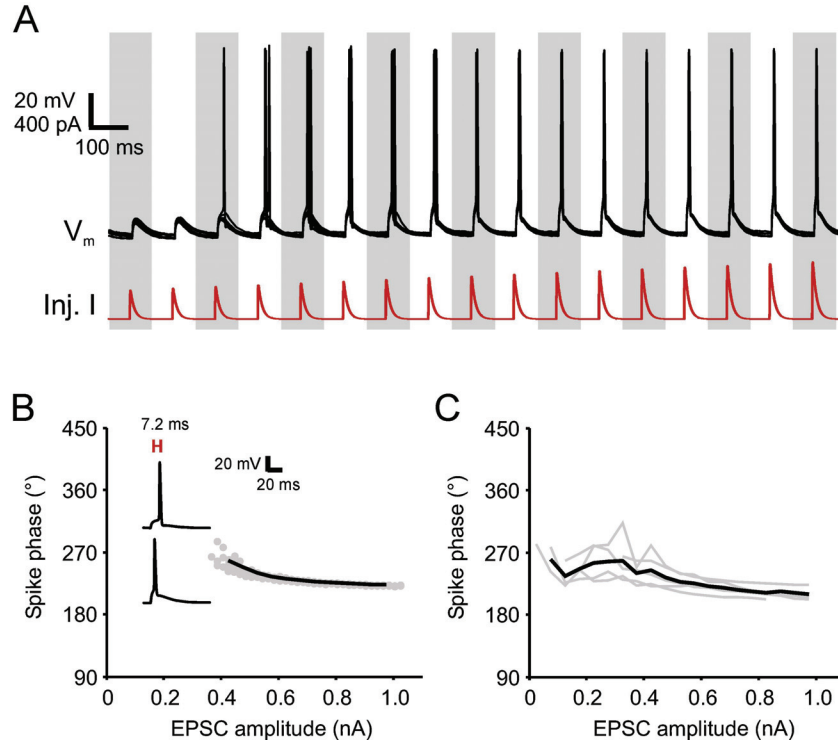 A
20 mV
400 pA
100 ms
Vm
Inj. I
B
7.2 ms
20 mV
20 ms
450
360
270
180
90
Spike phase (°)
0 0.2 0.4 0.6 0.8 1.0
EPSC amplitude (nA)
C
450
360
270
180
90
Spike phase (°)
0 0.2 0.4 0.6 0.8 1.0
EPSC amplitude (nA)